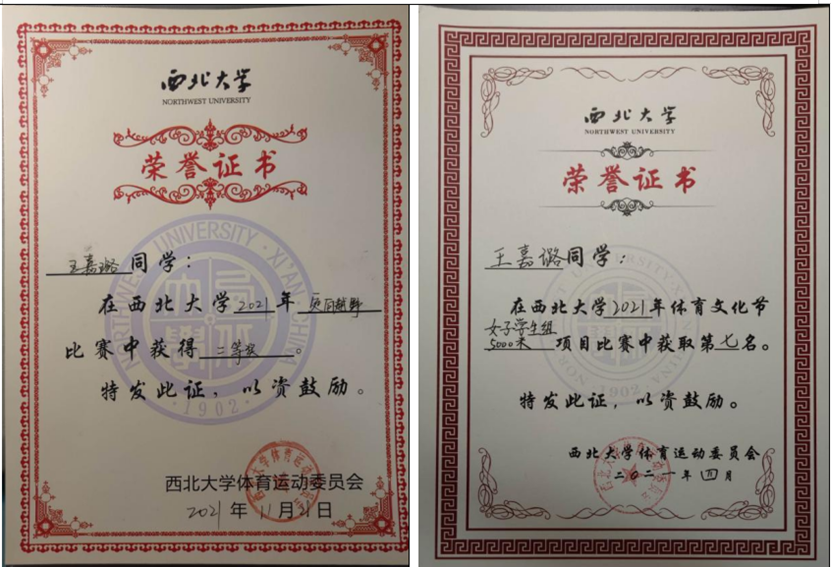 西北大学
NORTHWEST UNIVERSITY
荣誉证书
王嘉璐同学：
在西北大学2021年 越野
比赛中获得 二等奖。
特发此证，以资鼓励。
·1902·
西北大学体育运动委员会
2021年11月21日
西北大学
NORTHWEST UNIVERSITY
荣誉证书
王嘉璐同学：
在西北大学2021年体育文化节
女子学生组
5000米 项目比赛中获取第七名。
特发此证，以资鼓励。
·1902·
西北大学体育运动委员会
二〇二一年四月